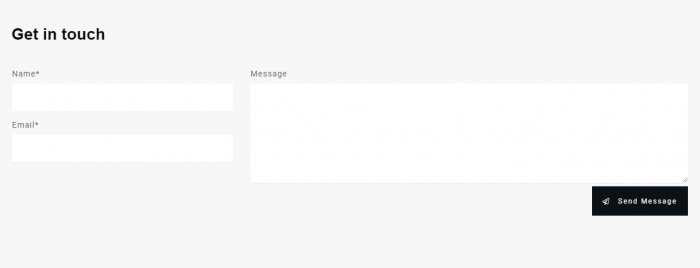 Get in touch
Name*
Email*
Message
Send Message